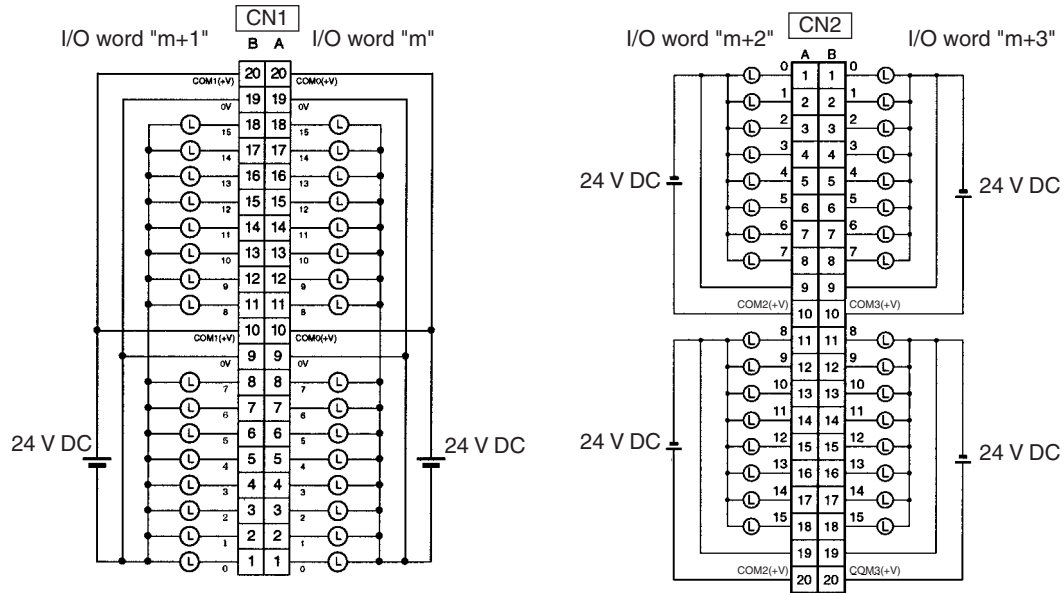 CN1
I/O word "m+1" B A I/O word "m"
COM1(+V) 20 20 COM0(+V)
0V 19 19 0V
L 15 18 18 15 L
L 14 17 17 14 L
L 13 16 16 13 L
L 12 15 15 12 L
L 11 14 14 11 L
L 10 13 13 10 L
L 9 12 12 9 L
L 8 11 11 8 L
COM1(+V) 10 10 COM0(+V)
0V 9 9 0V
L 7 8 8 7 L
L 6 7 7 6 L
L 5 6 6 5 L
24 V DC 24 V DC
L 4 5 5 4 L
L 3 4 4 3 L
L 2 3 3 2 L
L 1 2 2 1 L
L 0 1 1 0 L
CN2
I/O word "m+2" A B I/O word "m+3"
L 0 1 1 0 L
L 1 2 2 1 L
L 2 3 3 2 L
L 3 4 4 3 L
24 V DC L 4 5 5 4 L 24 V DC
L 5 6 6 5 L
L 6 7 7 6 L
L 7 8 8 7 L
9 9
COM2(+V) 10 10 COM3(+V)
L 8 11 11 8 L
L 9 12 12 9 L
L 10 13 13 10 L
L 11 14 14 11 L
24 V DC L 12 15 15 12 L 24 V DC
L 13 16 16 13 L
L 14 17 17 14 L
L 15 18 18 15 L
19 19
COM2(+V) 20 20 COM3(+V)